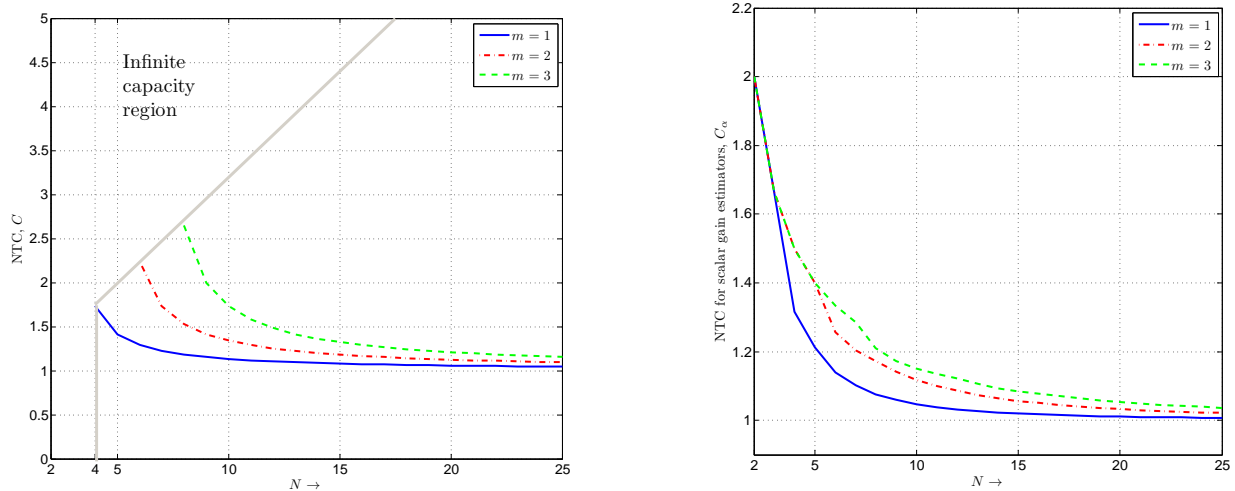 5
4.5
4
3.5
3
2.5
2
1.5
1
0.5
0
NTC, C
Infinite
capacity
region
m = 1
m = 2
m = 3
2 4 5 10 15 20 25
N →
2.2
2
1.8
1.6
1.4
1.2
1
NTC for scalar gain estimators, Cα
m = 1
m = 2
m = 3
2 5 10 15 20 25
N →